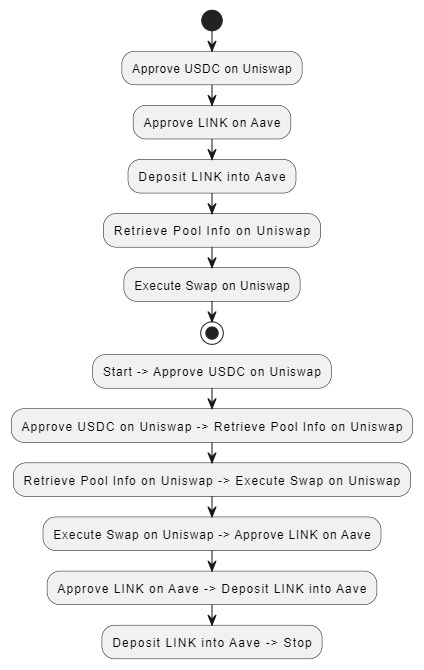 Approve USDC on Uniswap
Approve LINK on Aave
Deposit LINK into Aave
Retrieve Pool Info on Uniswap
Execute Swap on Uniswap
Start -> Approve USDC on Uniswap
Approve USDC on Uniswap -> Retrieve Pool Info on Uniswap
Retrieve Pool Info on Uniswap -> Execute Swap on Uniswap
Execute Swap on Uniswap -> Approve LINK on Aave
Approve LINK on Aave -> Deposit LINK into Aave
Deposit LINK into Aave -> Stop